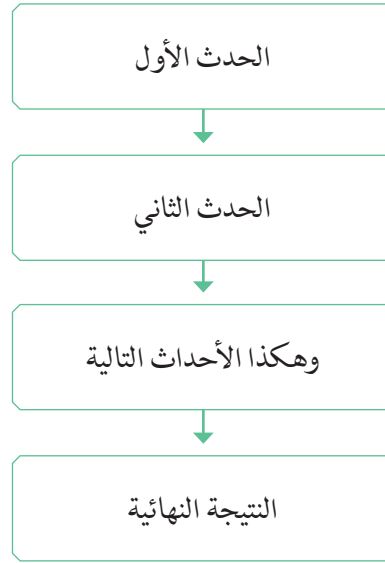 الحدث الأول
الحدث الثاني
وهكذا الأحداث التالية
النتيجة النهائية